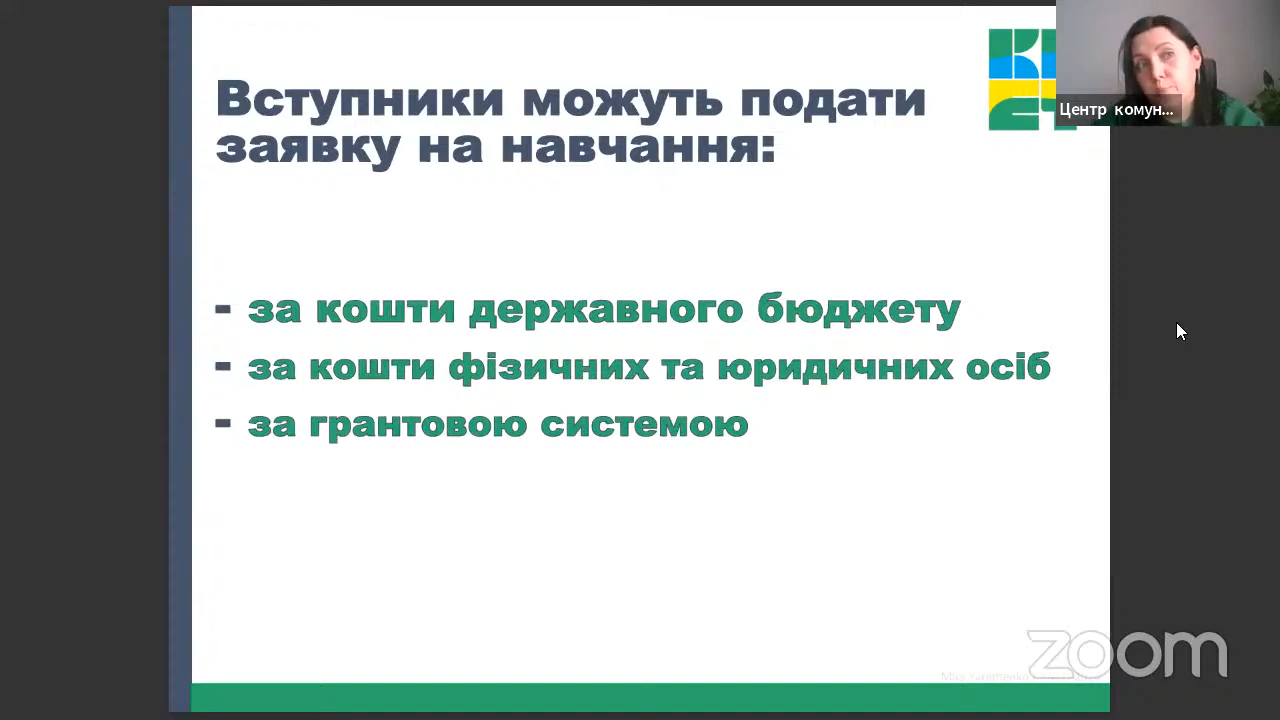 Вступники можуть подати
заявку на навчання:
- за кошти державного бюджету
- за кошти фізичних та юридичних осіб
- за грантовою системою
Центр комун...
zoom